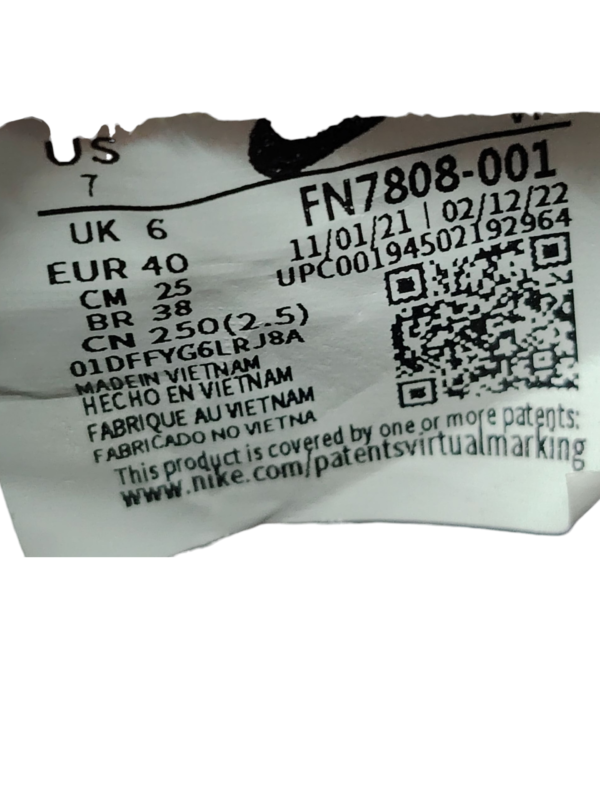 US
7
UK 6
EUR 40
CM 25
BR 38
CN 250(2.5)
01DFFYG6LRJ8A
MADEIN VIETNAM
HECHO EN VIETNAM
FABRIQUE AU VIETNAM
FABRICADO NO VIETNA
FN7808-001
11/01/21 | 02/12/22
UPC00194502192964
This product is covered by one or more patents:
www.nike.com/patentsvirtualmarking